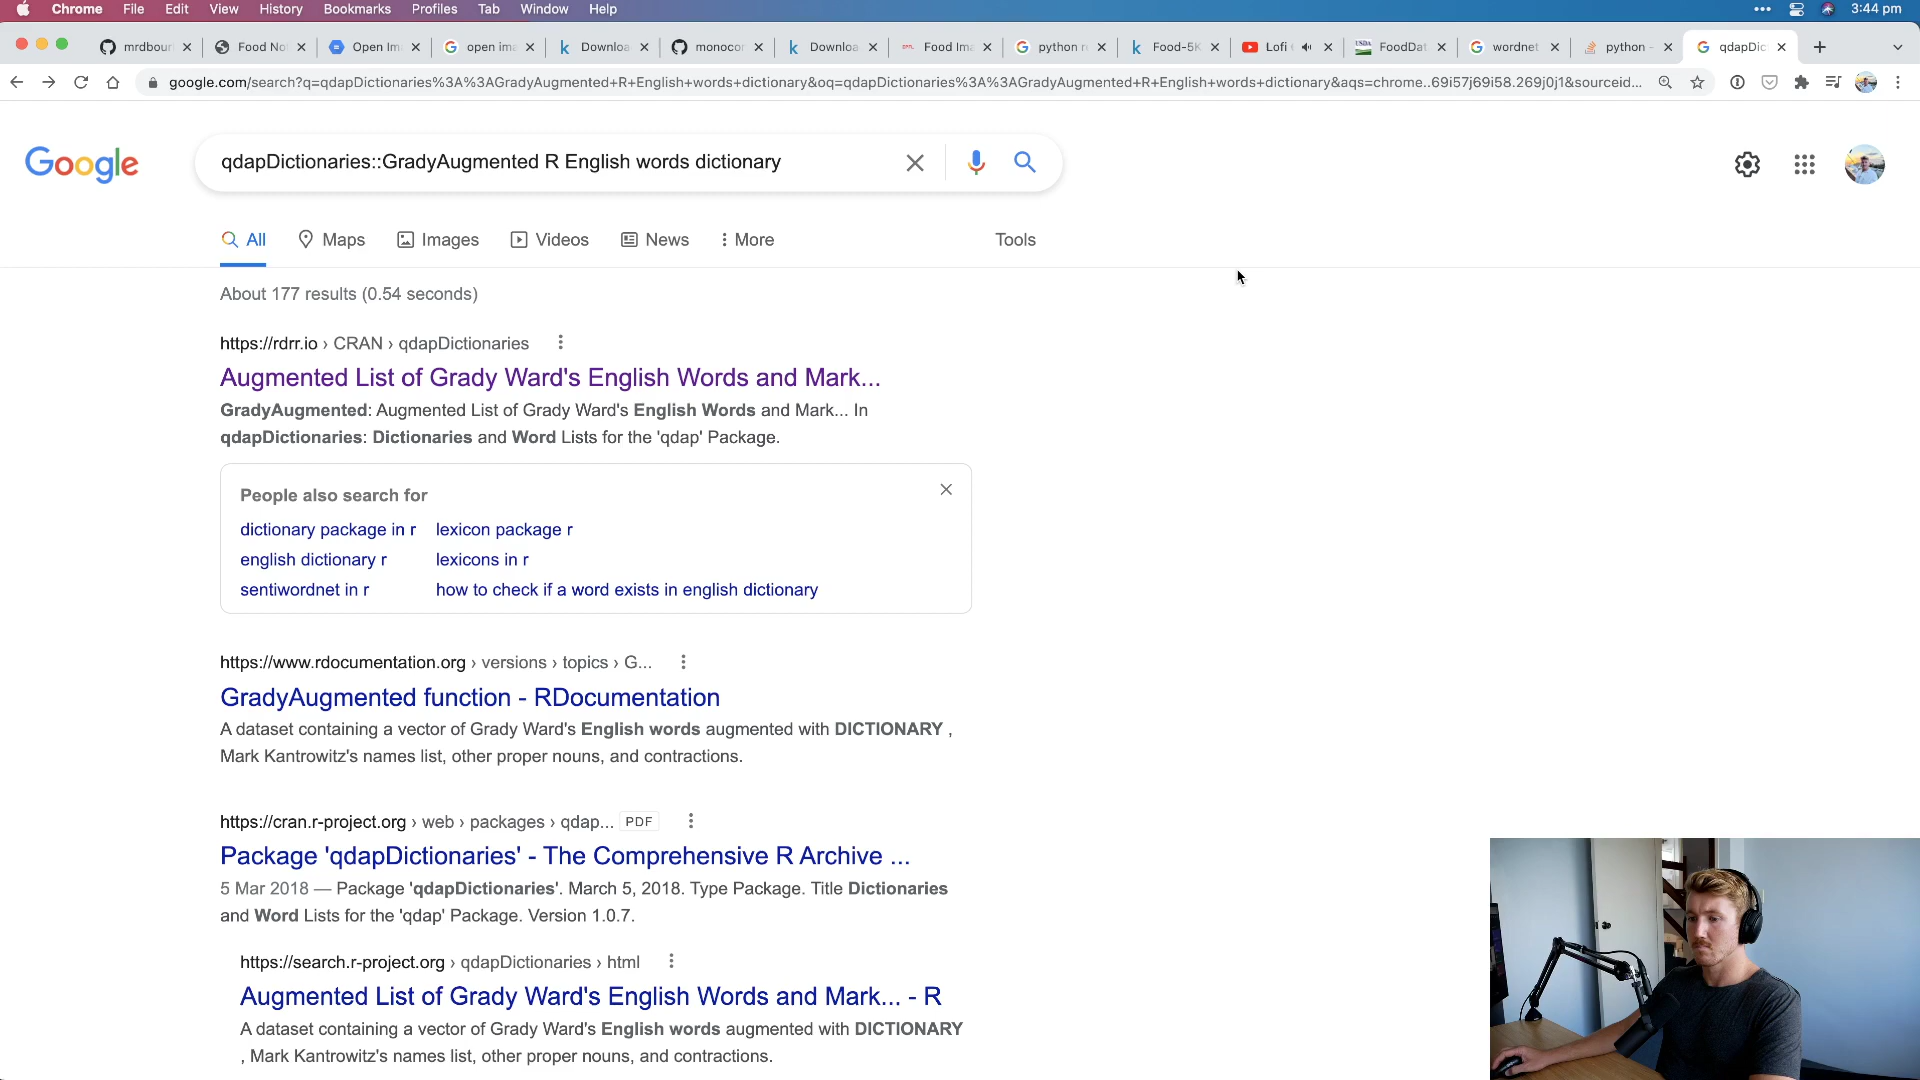 Chrome File Edit View History Bookmarks Profiles Tab Window Help 3:44 pm
mrdbour Food No Open Im open ima Downloa monocor Downloa Food Ima python r Food-5K Lofi FoodDat wordnet python - qdapDic
google.com/search?q=qdapDictionaries%3A%3AGradyAugmented+R+English+words+dictionary&oq=qdapDictionaries%3A%3AGradyAugmented+R+English+words+dictionary&aqs=chrome..69i57j69i58.269j0j1&sourceid...
Google qdapDictionaries::GradyAugmented R English words dictionary
All Maps Images Videos News More Tools
About 177 results (0.54 seconds)
https://rdrr.io › CRAN › qdapDictionaries
Augmented List of Grady Ward's English Words and Mark...
GradyAugmented: Augmented List of Grady Ward's English Words and Mark... In
qdapDictionaries: Dictionaries and Word Lists for the 'qdap' Package.
People also search for
dictionary package in r lexicon package r
english dictionary r lexicons in r
sentiwordnet in r how to check if a word exists in english dictionary
https://www.rdocumentation.org › versions › topics › G...
GradyAugmented function - RDocumentation
A dataset containing a vector of Grady Ward's English words augmented with DICTIONARY ,
Mark Kantrowitz's names list, other proper nouns, and contractions.
https://cran.r-project.org › web › packages › qdap... PDF
Package 'qdapDictionaries' - The Comprehensive R Archive ...
5 Mar 2018 — Package 'qdapDictionaries'. March 5, 2018. Type Package. Title Dictionaries
and Word Lists for the 'qdap' Package. Version 1.0.7.
https://search.r-project.org › qdapDictionaries › html
Augmented List of Grady Ward's English Words and Mark... - R
A dataset containing a vector of Grady Ward's English words augmented with DICTIONARY
, Mark Kantrowitz's names list, other proper nouns, and contractions.